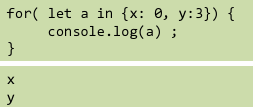 for( let a in {x: 0, y:3}) {
     console.log(a) ;
}
x
y